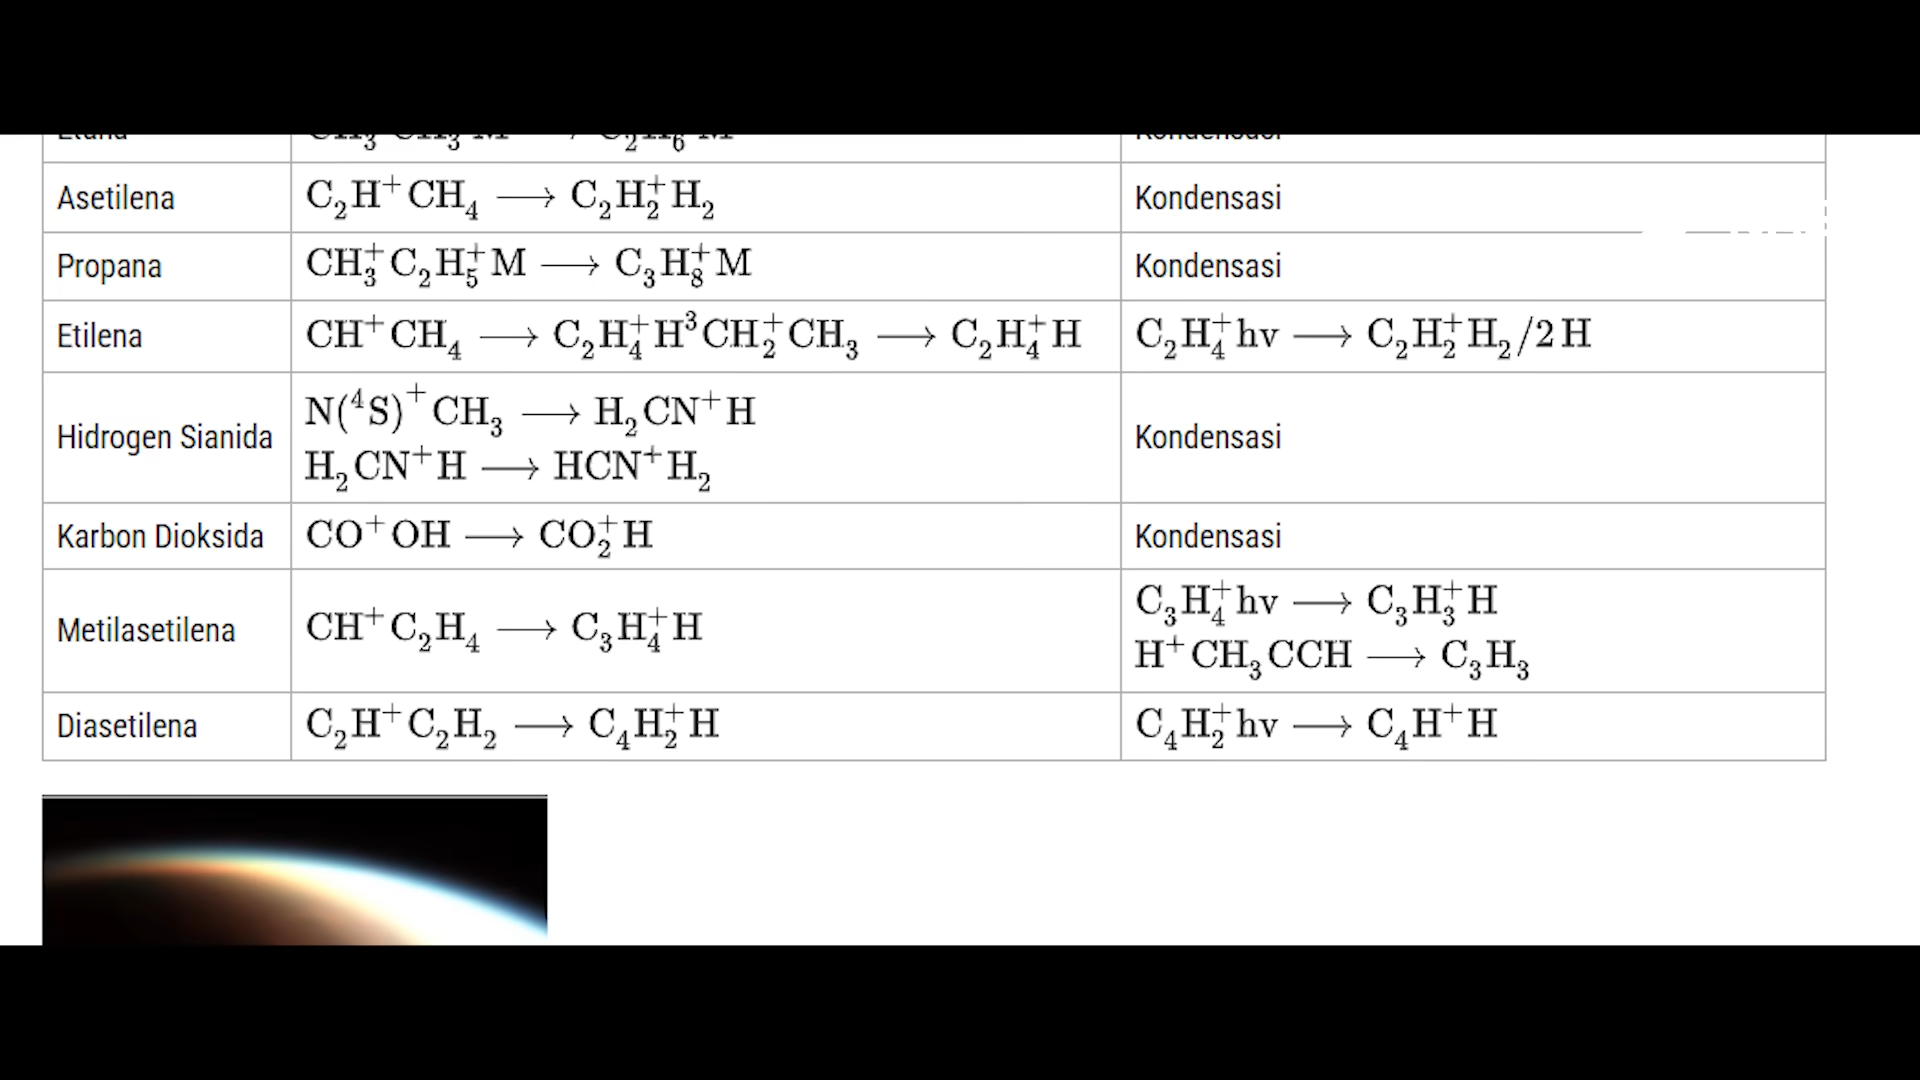 Asetilena C₂H⁺CH₄ ⟶ C₂H₂⁺H₂ Kondensasi
Propana CH₃⁺C₂H₅⁺M ⟶ C₃H₈⁺M Kondensasi
Etilena CH⁺CH₄ ⟶ C₂H₄⁺H³CH₂⁺CH₃ ⟶ C₂H₄⁺H C₂H₄⁺hv ⟶ C₂H₂⁺H₂/2H
Hidrogen Sianida N(⁴S)⁺CH₃ ⟶ H₂CN⁺H Kondensasi
H₂CN⁺H ⟶ HCN⁺H₂
Karbon Dioksida CO⁺OH ⟶ CO₂⁺H Kondensasi
Metilasetilena CH⁺C₂H₄ ⟶ C₃H₄⁺H C₃H₄⁺hv ⟶ C₃H₃⁺H
H⁺CH₃CCH ⟶ C₃H₃
Diasetilena C₂H⁺C₂H₂ ⟶ C₄H₂⁺H C₄H₂⁺hv ⟶ C₄H⁺H